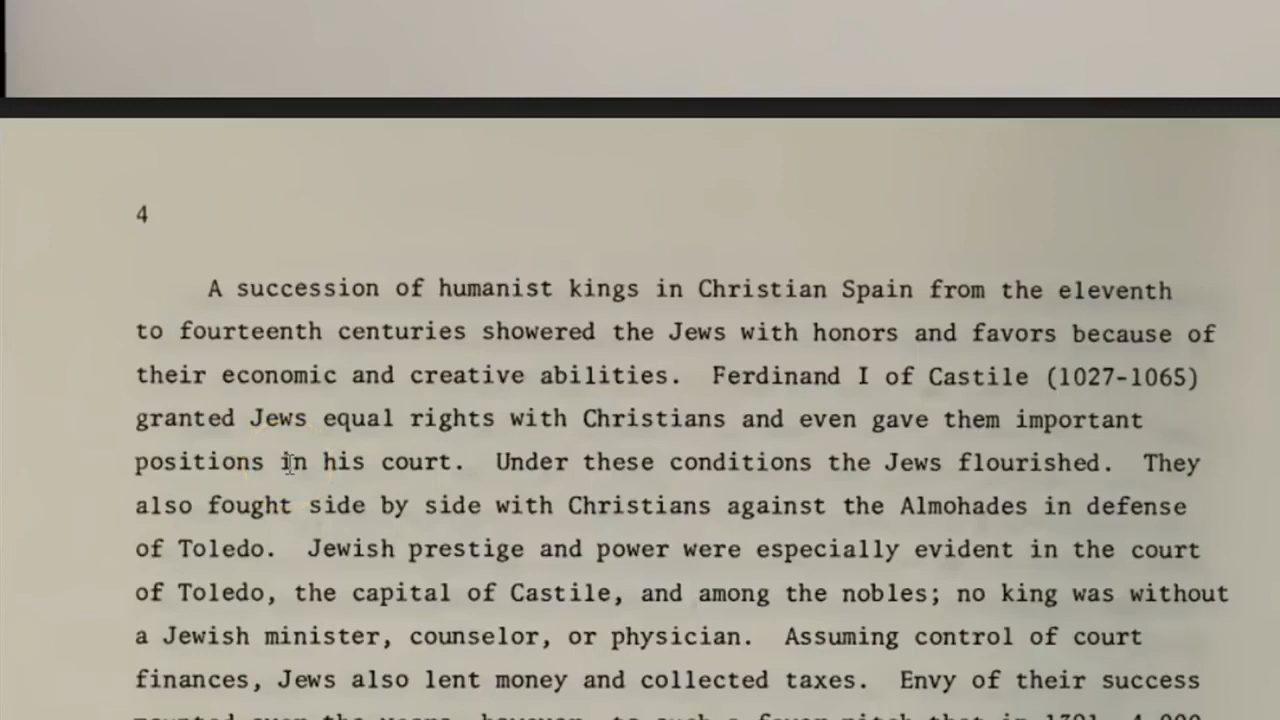 4
A succession of humanist kings in Christian Spain from the eleventh
to fourteenth centuries showered the Jews with honors and favors because of
their economic and creative abilities. Ferdinand I of Castile (1027-1065)
granted Jews equal rights with Christians and even gave them important
positions in his court. Under these conditions the Jews flourished. They
also fought side by side with Christians against the Almohades in defense
of Toledo. Jewish prestige and power were especially evident in the court
of Toledo, the capital of Castile, and among the nobles; no king was without
a Jewish minister, counselor, or physician. Assuming control of court
finances, Jews also lent money and collected taxes. Envy of their success